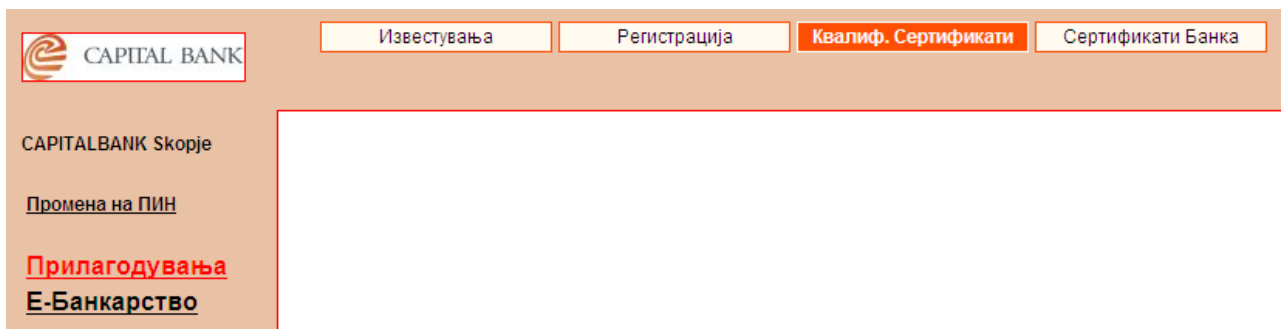 CAPITAL BANK
Известувања
Регистрација
Квалиф. Сертификати
Сертификати Банка
CAPITALBANK Skopje
Промена на ПИН
Прилагодувања
Е-Банкарство